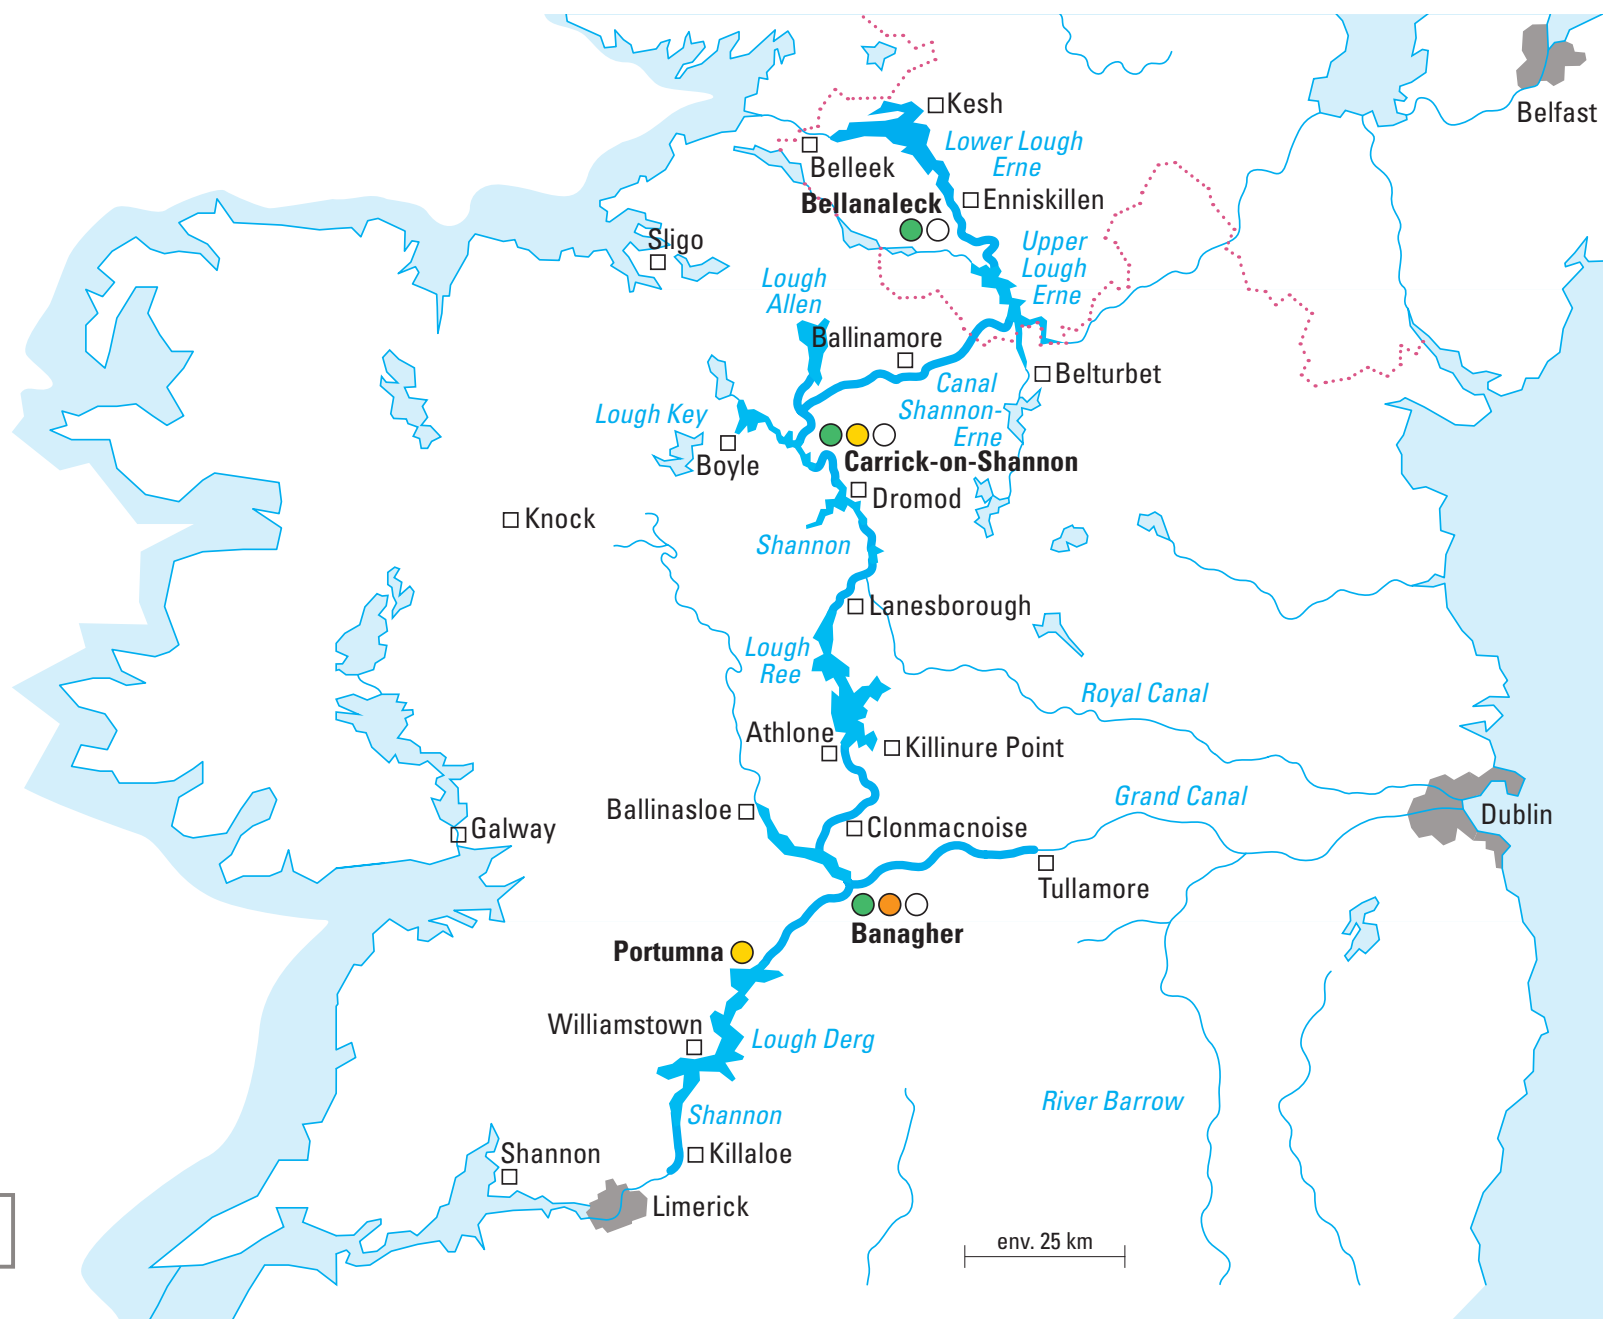 Kesh
Belfast
Lower Lough
Erne
Belleek
Bellanaleck
Enniskillen
Sligo
Upper
Lough
Erne
Lough
Allen
Ballinamore
Belturbet
Canal
Shannon-
Erne
Lough Key
Boyle
Carrick-on-Shannon
Dromod
Knock
Shannon
Lanesborough
Lough
Ree
Royal Canal
Athlone
Killinure Point
Grand Canal
Ballinasloe
Dublin
Galway
Clonmacnoise
Tullamore
Banagher
Portumna
Williamstown
Lough Derg
River Barrow
Shannon
Shannon
Killaloe
Limerick
env. 25 km